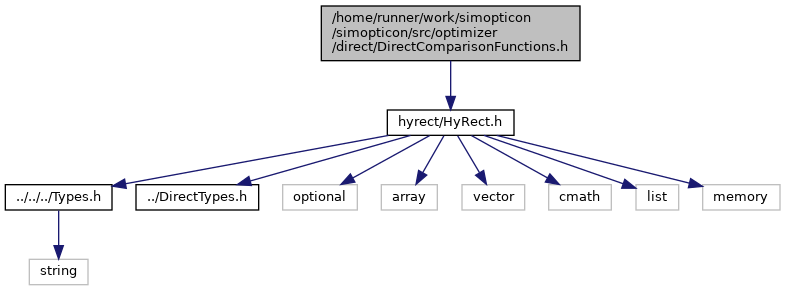 /home/runner/work/simopticon
/simopticon/src/optimizer
/direct/DirectComparisonFunctions.h
hyrect/HyRect.h
../../../Types.h
../DirectTypes.h
optional
array
vector
cmath
list
memory
string